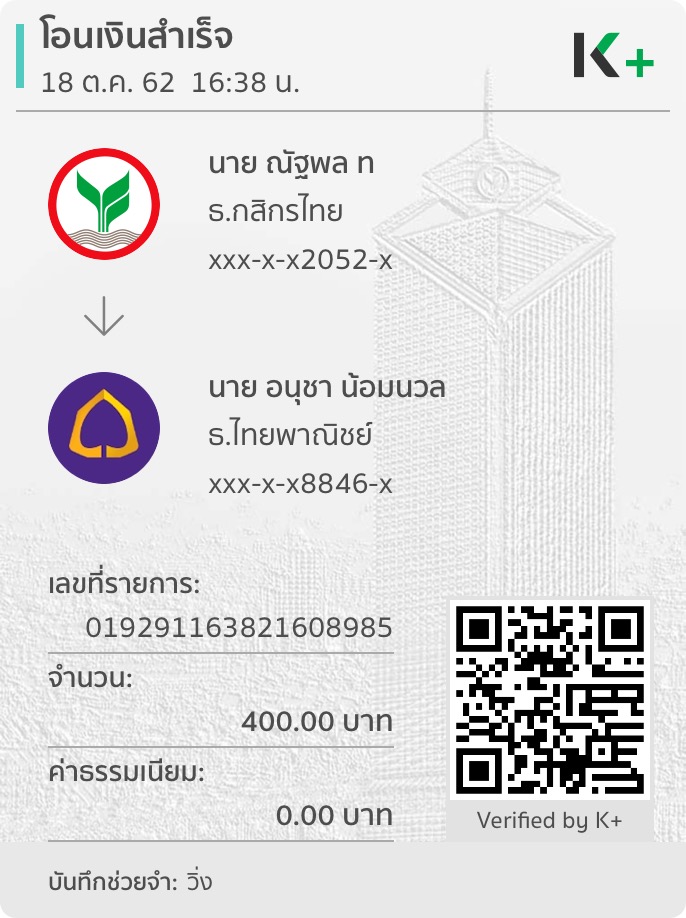 โอนเงินสำเร็จ
18 ต.ค. 62 16:38 น.
K+
นาย ณัฐพล ท
ธ.กสิกรไทย
xxx-x-x2052-x
นาย อนุชา น้อมนวล
ธ.ไทยพาณิชย์
xxx-x-x8846-x
เลขที่รายการ:
019291163821608985
จำนวน:
400.00 บาท
ค่าธรรมเนียม:
0.00 บาท
Verified by K+
บันทึกช่วยจำ: วิ่ง